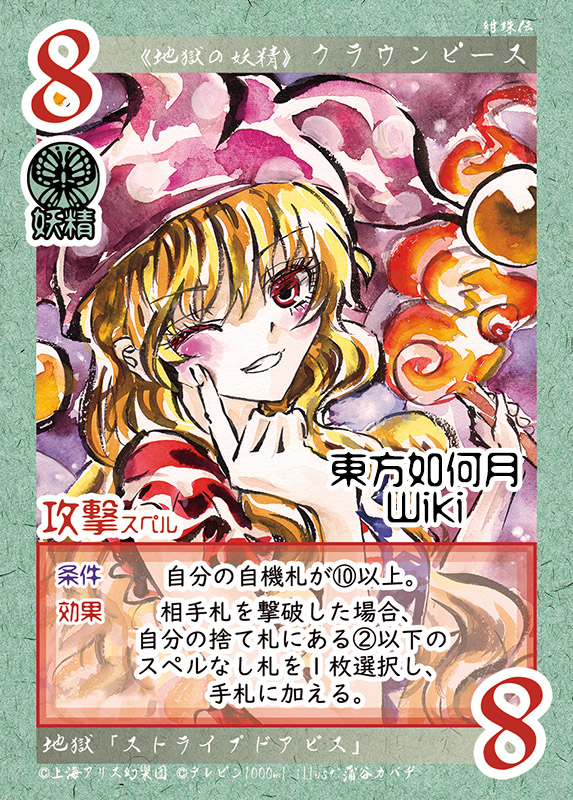 紺珠伝
8
《地獄の妖精》 クラウンピース
妖精
東方如何月
Wiki
攻撃スペル
条件 自分の自機札が⑩以上。
効果 相手札を撃破した場合、
自分の捨て札にある②以下の
スペルなし札を1枚選択し、
手札に加える。
8
地獄「ストライプドアビス」
©上海アリス幻樂団 ©テレピン1000ml illust:蒲谷カバヂ